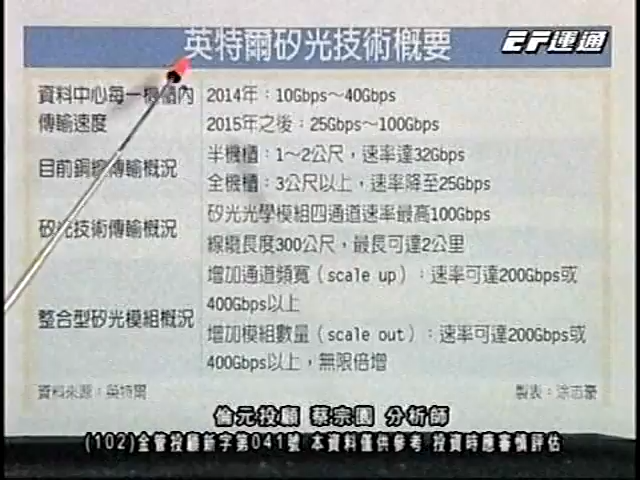 英特爾矽光技術概要
EF運通
資料中心每一機櫃內
傳輸速度
2014年：10Gbps～40Gbps
2015年之後：25Gbps～100Gbps
目前銅線傳輸概況
半機櫃：1～2公尺，速率達32Gbps
全機櫃：3公尺以上，速率降至25Gbps
矽光技術傳輸概況
矽光光學模組四通道速率最高100Gbps
線纜長度300公尺，最長可達2公里
整合型矽光模組概況
增加通道頻寬（scale up）：速率可達200Gbps或
400Gbps以上
增加模組數量（scale out）：速率可達200Gbps或
400Gbps以上，無限倍增
資料來源：英特爾
製表：涂志豪
倫元投顧 蔡宗園 分析師
(102)金管投顧新字第041號 本資料僅供參考 投資時應審慎評估